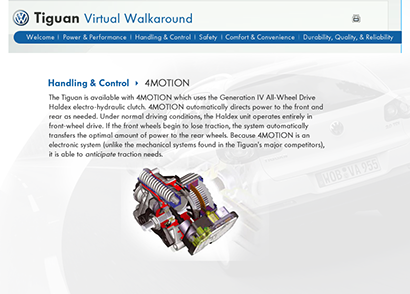 Tiguan Virtual Walkaround
Welcome | Power & Performance | Handling & Control | Safety | Comfort & Convenience | Durability, Quality, & Reliability
Handling & Control ▸ 4MOTION
The Tiguan is available with 4MOTION which uses the Generation IV All-Wheel Drive
Haldex electro-hydraulic clutch. 4MOTION automatically directs power to the front and
rear as needed. Under normal driving conditions, the Haldex unit operates entirely in
front-wheel drive. If the front wheels begin to lose traction, the system automatically
transfers the optimal amount of power to the rear wheels. Because 4MOTION is an
electronic system (unlike the mechanical systems found in the Tiguan's major competitors),
it is able to anticipate traction needs.